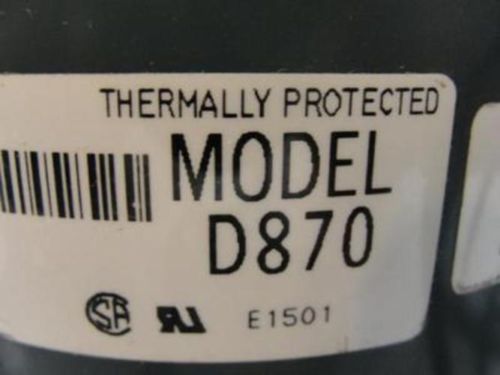 THERMALLY PROTECTED
MODEL
D870
E1501